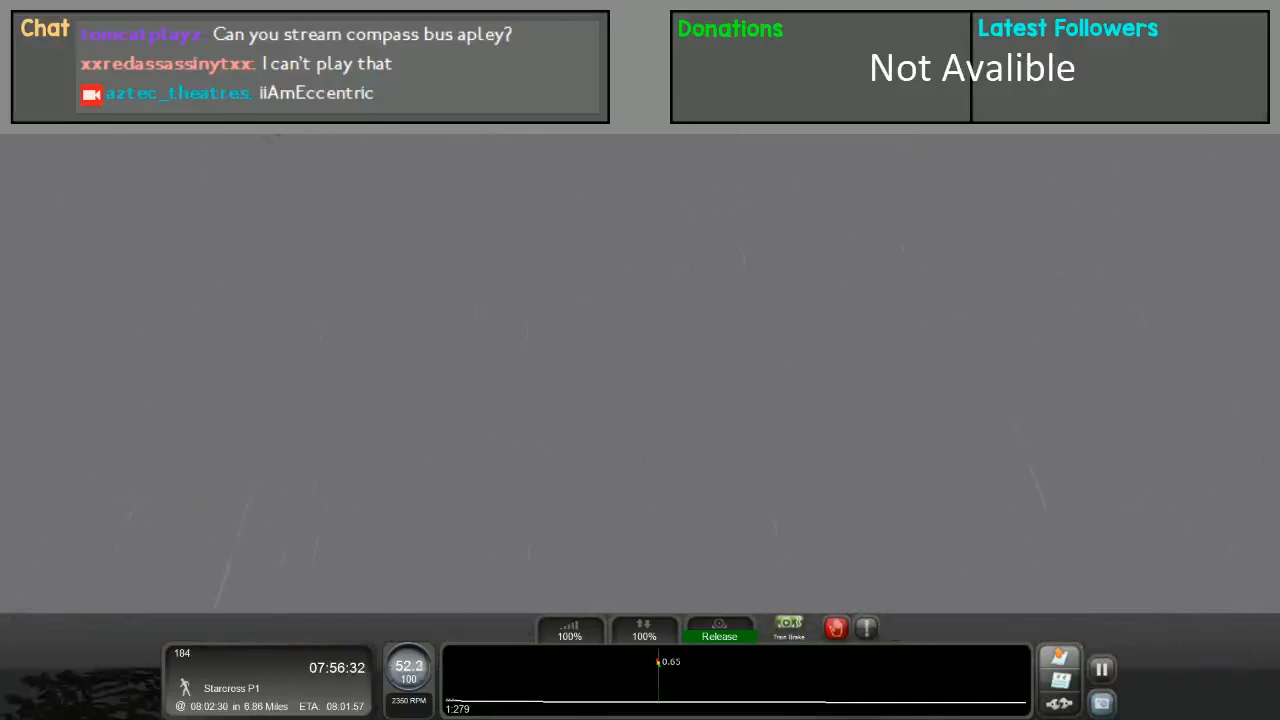 Chat
tomcatplayz: Can you stream compass bus apley?
xxredassassinytxx: I can't play that
aztec_theatres: iiAmEccentric
Donations
Latest Followers
Not Avalible
100%
100%
Release
Train Brake
184
07:56:32
Starcross P1
@ 08:02:30 in 6.86 Miles ETA: 08:01:57
52.3
100
2360 RPM
0.65
1:279